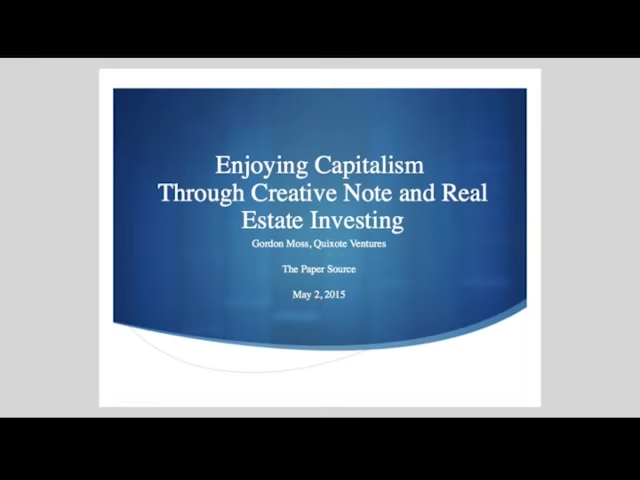 Enjoying Capitalism
Through Creative Note and Real
Estate Investing
Gordon Moss, Quixote Ventures
The Paper Source
May 2, 2015